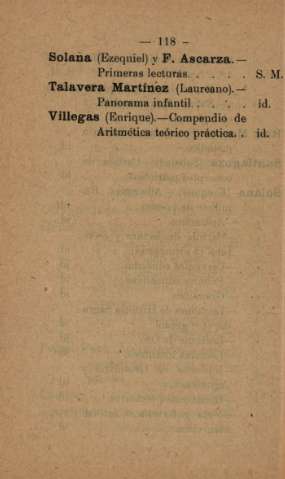 — 118 –
Solana (Ezequiel) y F. Ascarza.—
Primeras lecturas. . . . . S. M.
Talavera Martínez (Laureano).—
Panorama infantil. . . . . id.
Villegas (Enrique).—Compendio de
Aritmética teórico práctica. . id.